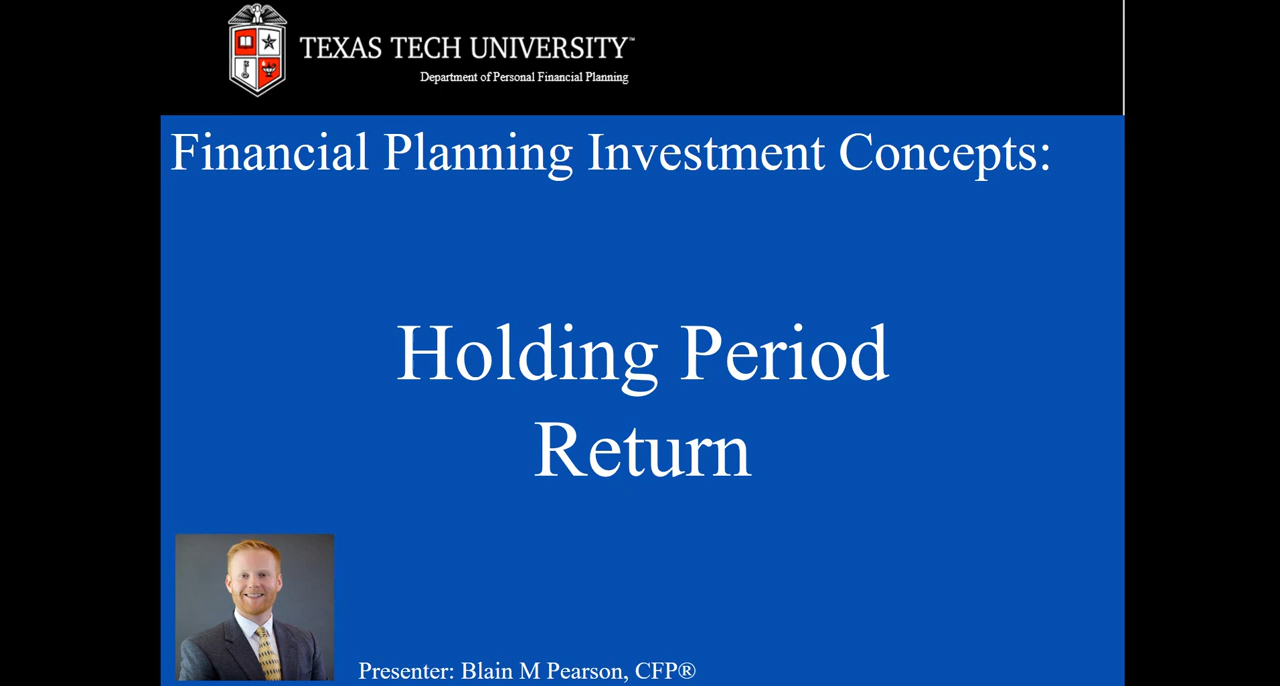 TEXAS TECH UNIVERSITY™
Department of Personal Financial Planning
Financial Planning Investment Concepts:
Holding Period
Return
Presenter: Blain M Pearson, CFP®